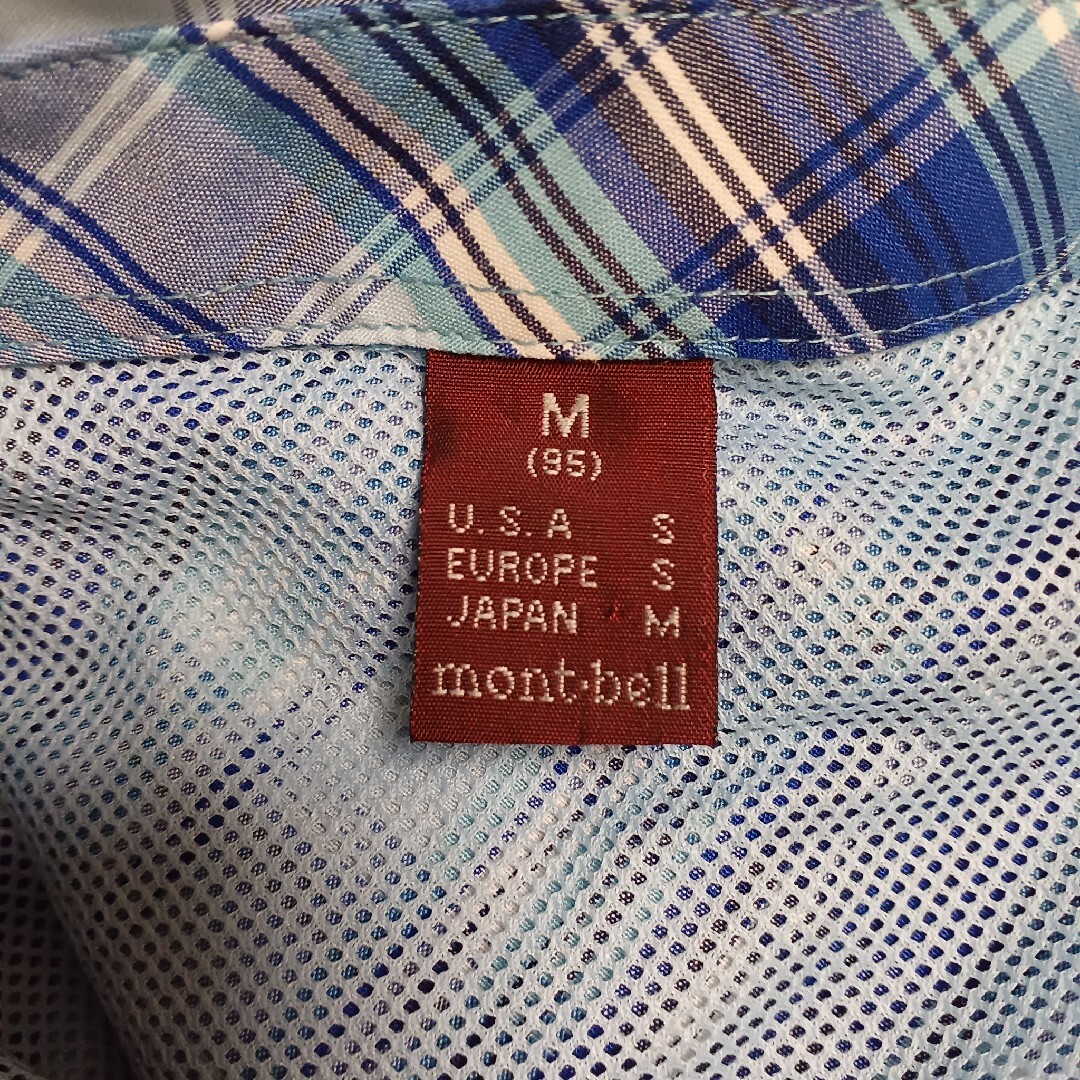 M
(95)
U.S.A S
EUROPE S
JAPAN M
mont·bell